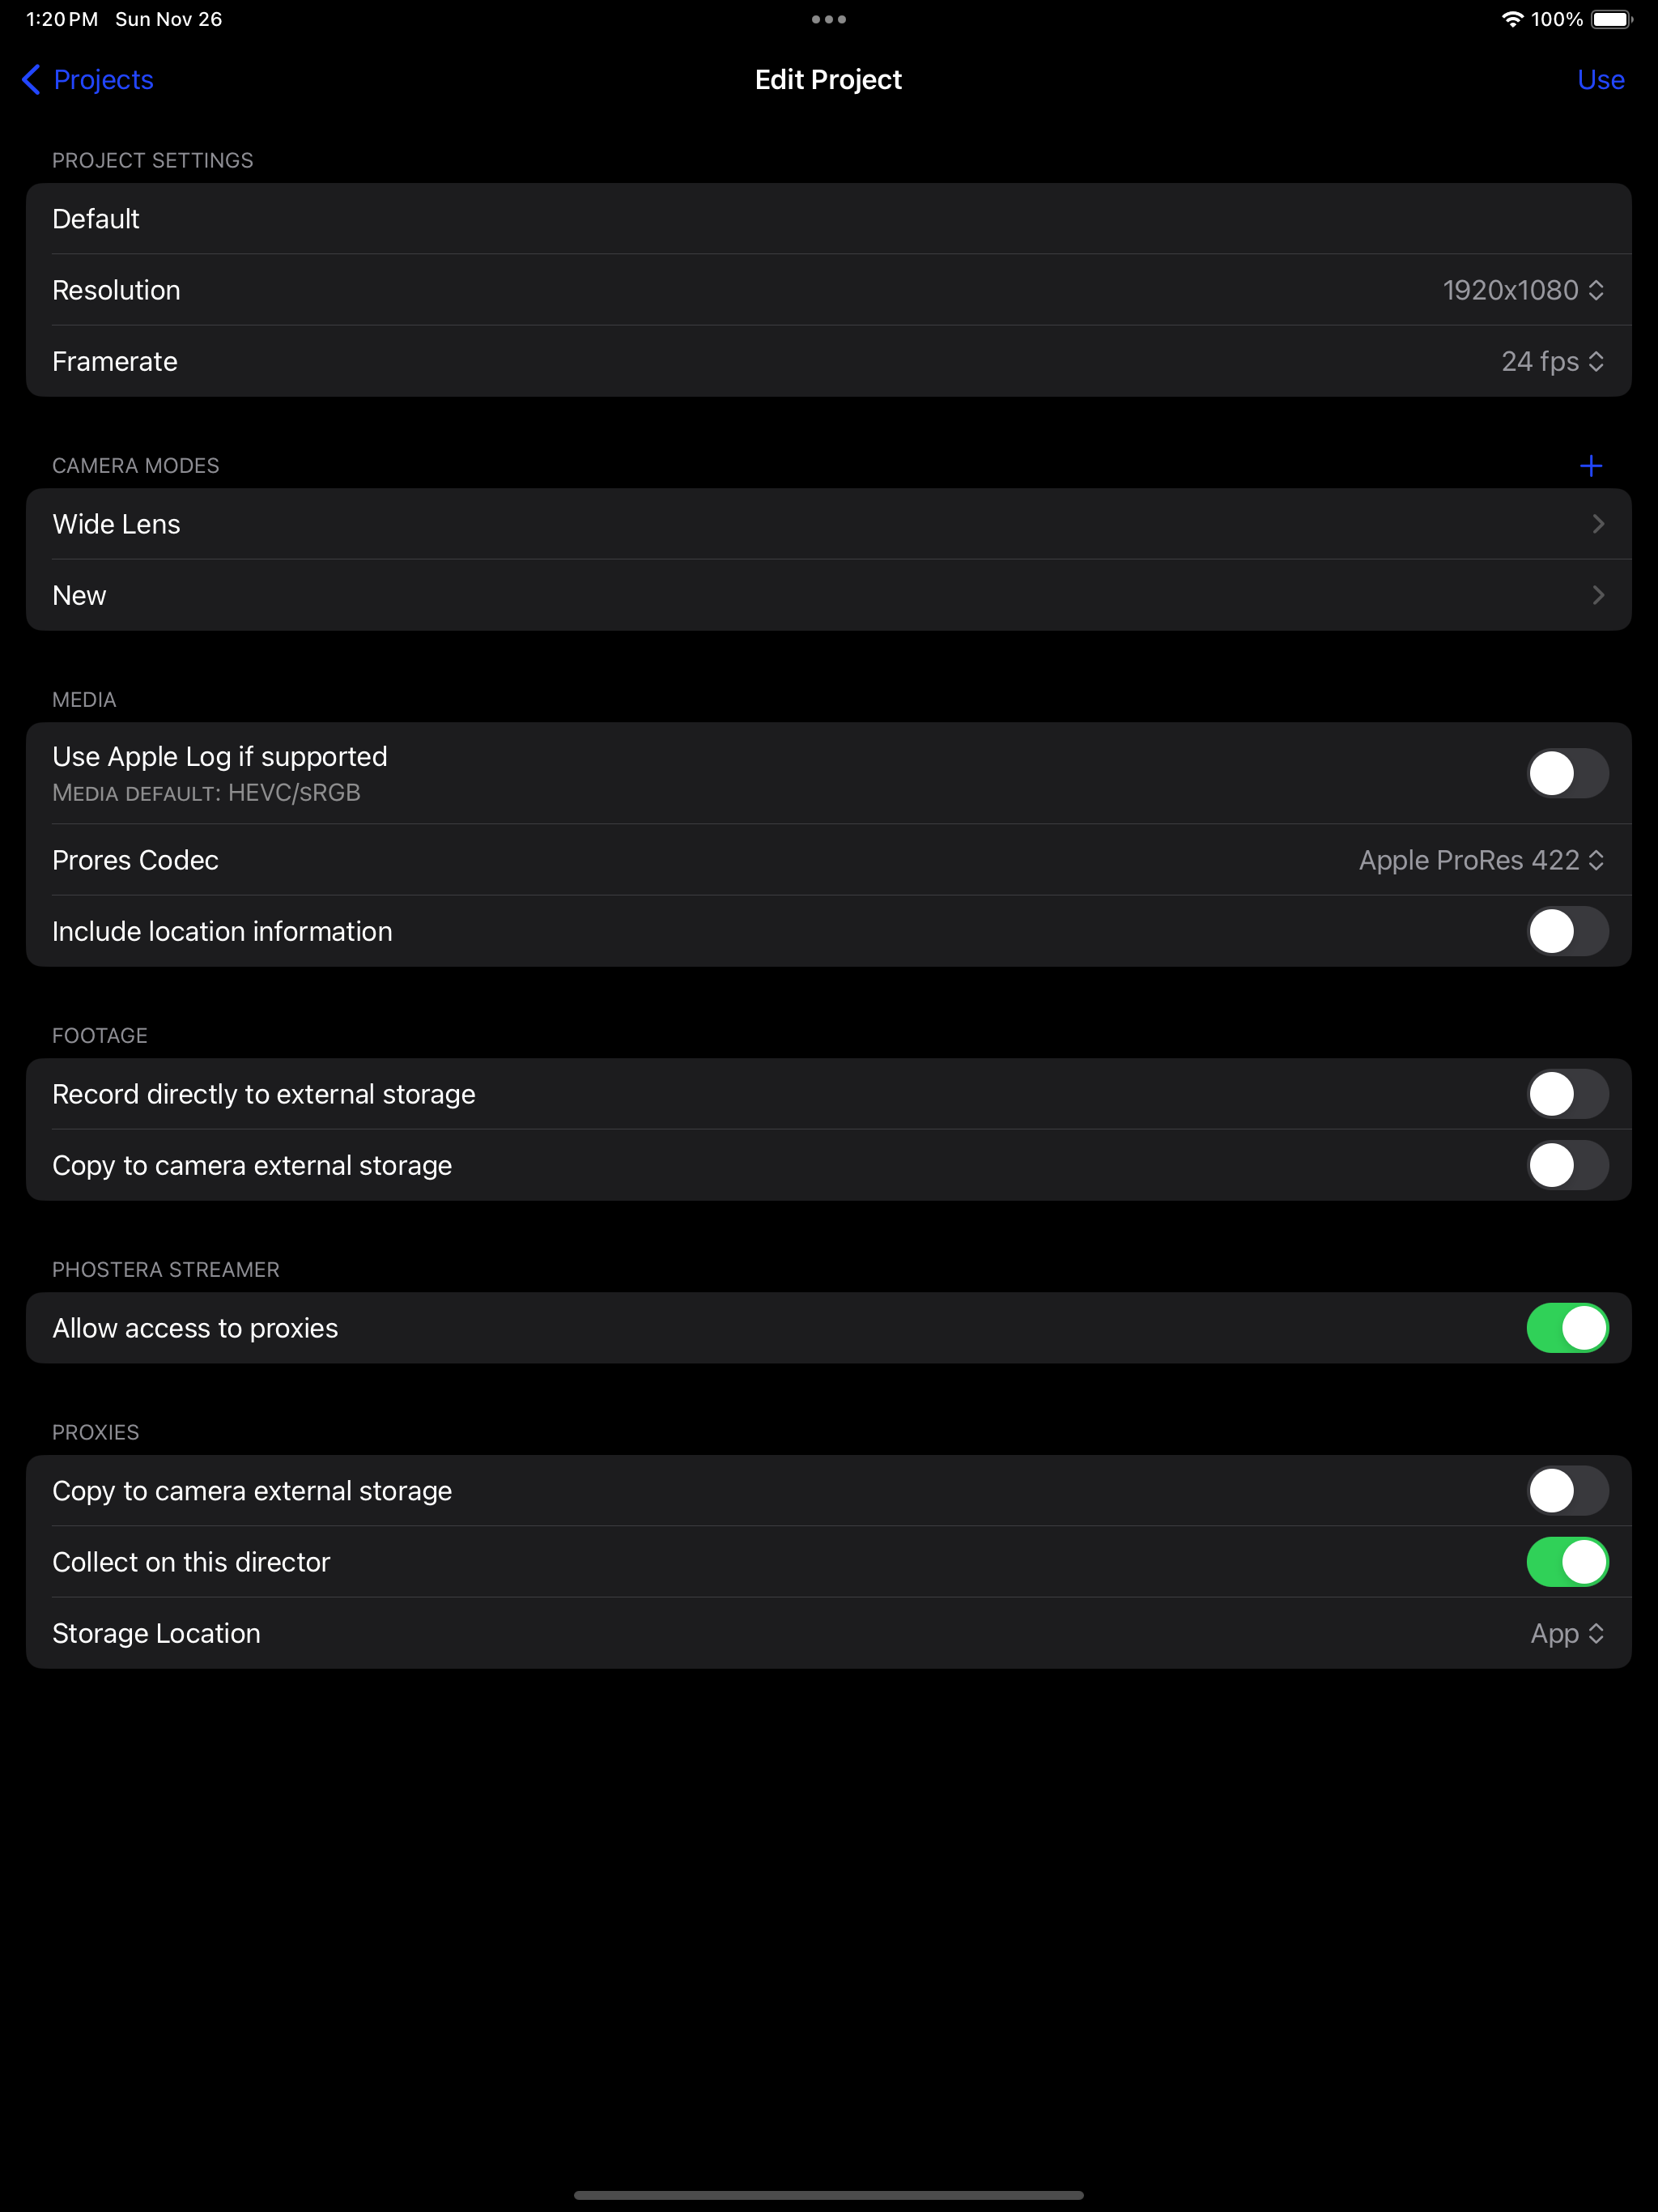 1:20 PM Sun Nov 26
100%
Projects
Edit Project
Use
PROJECT SETTINGS
Default
Resolution
1920x1080
Framerate
24 fps
CAMERA MODES
Wide Lens
New
MEDIA
Use Apple Log if supported
MEDIA DEFAULT: HEVC/SRGB
Prores Codec
Apple ProRes 422
Include location information
FOOTAGE
Record directly to external storage
Copy to camera external storage
PHOSTERA STREAMER
Allow access to proxies
PROXIES
Copy to camera external storage
Collect on this director
Storage Location
App